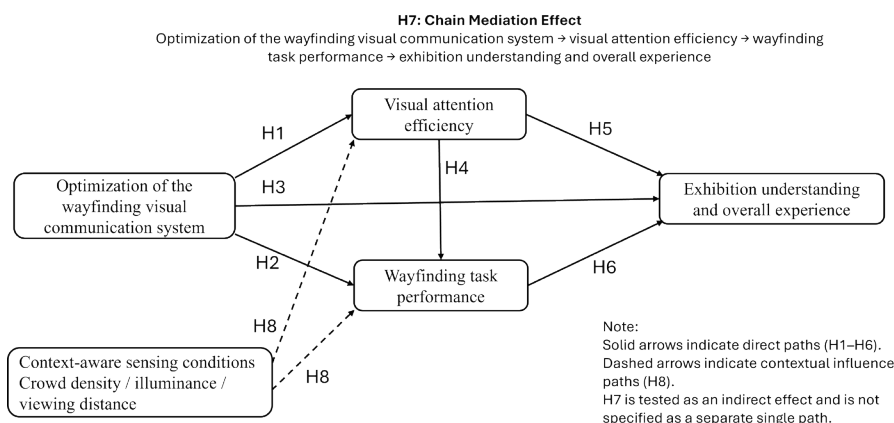 H7: Chain Mediation Effect
Optimization of the wayfinding visual communication system → visual attention efficiency → wayfinding
task performance → exhibition understanding and overall experience
Visual attention
efficiency
H1
H5
H4
H3
Optimization of the
wayfinding visual
communication system
Exhibition understanding
and overall experience
H2
Wayfinding task
performance
H6
H8
H8
Context-aware sensing conditions
Crowd density / illuminance /
viewing distance
Note:
Solid arrows indicate direct paths (H1–H6).
Dashed arrows indicate contextual influence
paths (H8).
H7 is tested as an indirect effect and is not
specified as a separate single path.